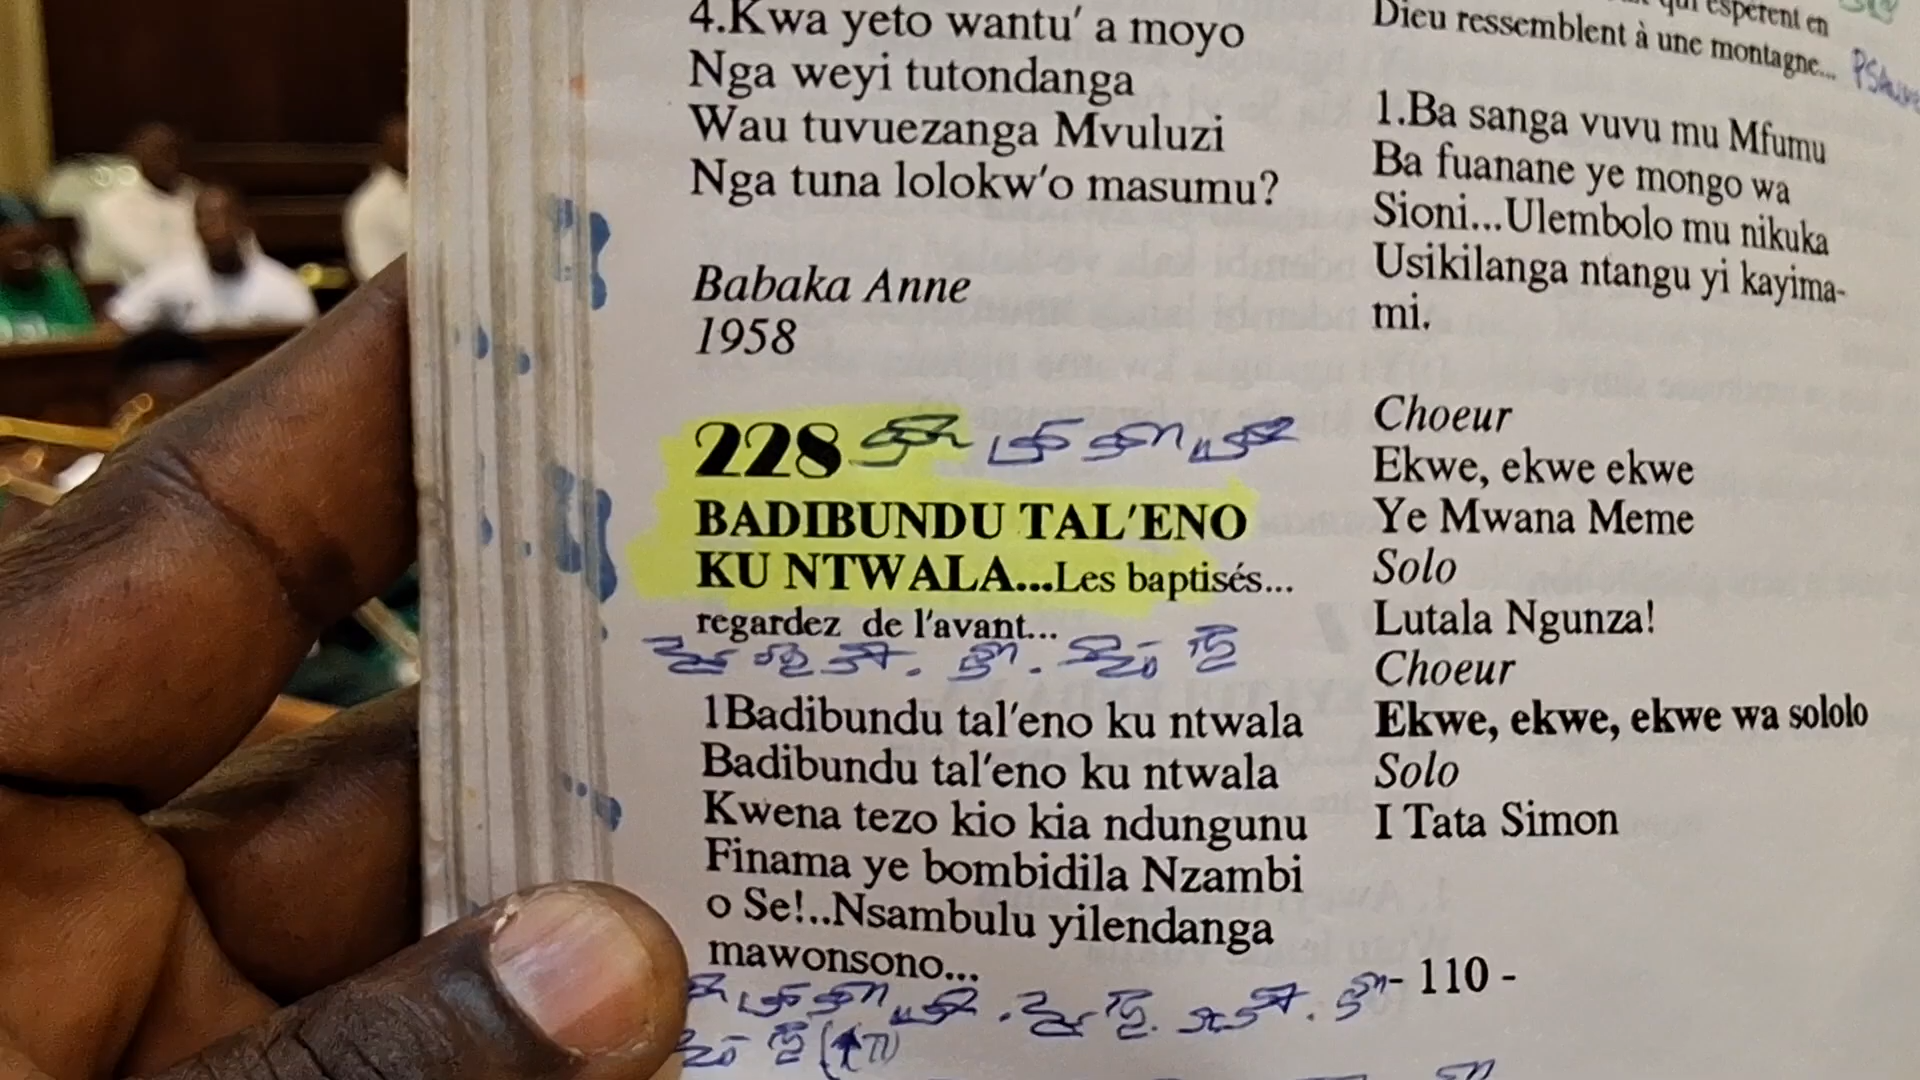 4.Kwa yeto wantu' a moyo
Nga weyi tutondanga
Wau tuvuezanga Mvuluzi
Nga tuna lolokw'o masumu?
Babaka Anne
1958
228
BADIBUNDU TAL'ENO
KU NTWALA...Les baptisés...
regardez de l'avant...
1Badibundu tal'eno ku ntwala
Badibundu tal'eno ku ntwala
Kwena tezo kio kia ndungunu
Finama ye bombidila Nzambi
o Se!..Nsambulu yilendanga
mawonsono...
qui espèrent en
Dieu ressemblent à une montagne...
1.Ba sanga vuvu mu Mfumu
Ba fuanane ye mongo wa
Sioni...Ulembolo mu nikuka
Usikilanga ntangu yi kayima-
mi.
Choeur
Ekwe, ekwe ekwe
Ye Mwana Meme
Solo
Lutala Ngunza!
Choeur
Ekwe, ekwe, ekwe wa sololo
Solo
I Tata Simon
- 110 -